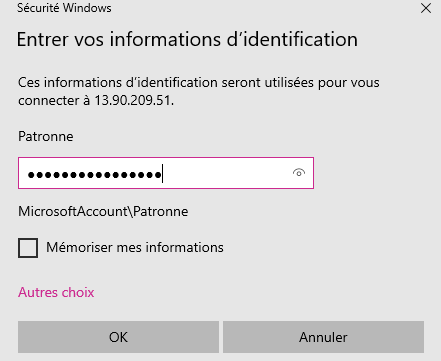 Sécurité Windows
Entrer vos informations d'identification
Ces informations d'identification seront utilisées pour vous
connecter à 13.90.209.51.
Patronne
●●●●●●●●●●●●●●●●
MicrosoftAccount\Patronne
Mémoriser mes informations
Autres choix
OK
Annuler